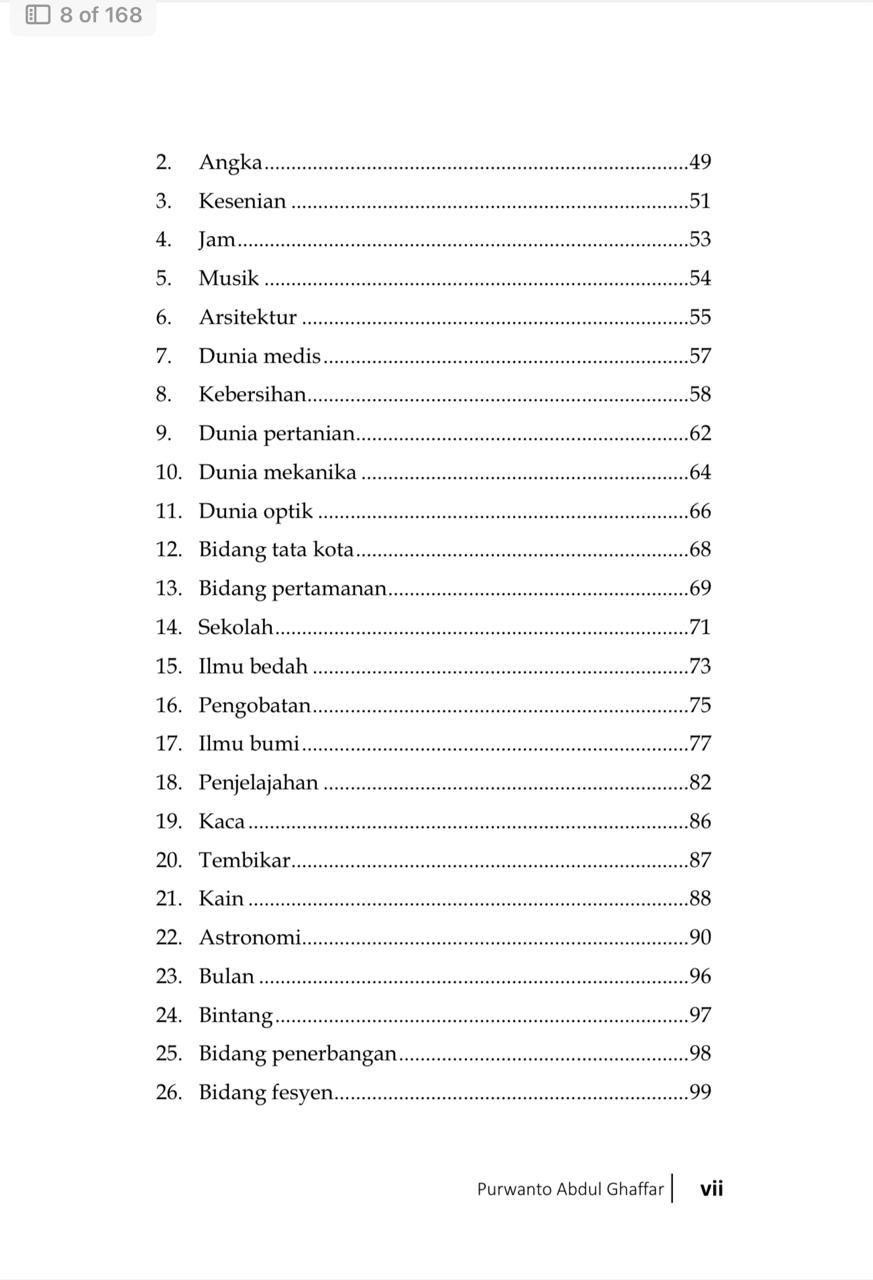 8 of 168
2. Angka.....................................................................................49
3. Kesenian ................................................................................51
4. Jam..........................................................................................53
5. Musik .....................................................................................54
6. Arsitektur ..............................................................................55
7. Dunia medis..........................................................................57
8. Kebersihan.............................................................................58
9. Dunia pertanian....................................................................62
10. Dunia mekanika ..................................................................64
11. Dunia optik ..........................................................................66
12. Bidang tata kota...................................................................68
13. Bidang pertamanan.............................................................69
14. Sekolah..................................................................................71
15. Ilmu bedah ...........................................................................73
16. Pengobatan...........................................................................75
17. Ilmu bumi.............................................................................77
18. Penjelajahan .........................................................................82
19. Kaca .......................................................................................86
20. Tembikar...............................................................................87
21. Kain .......................................................................................88
22. Astronomi.............................................................................90
23. Bulan .....................................................................................96
24. Bintang..................................................................................97
25. Bidang penerbangan...........................................................98
26. Bidang fesyen.......................................................................99
Purwanto Abdul Ghaffar | vii